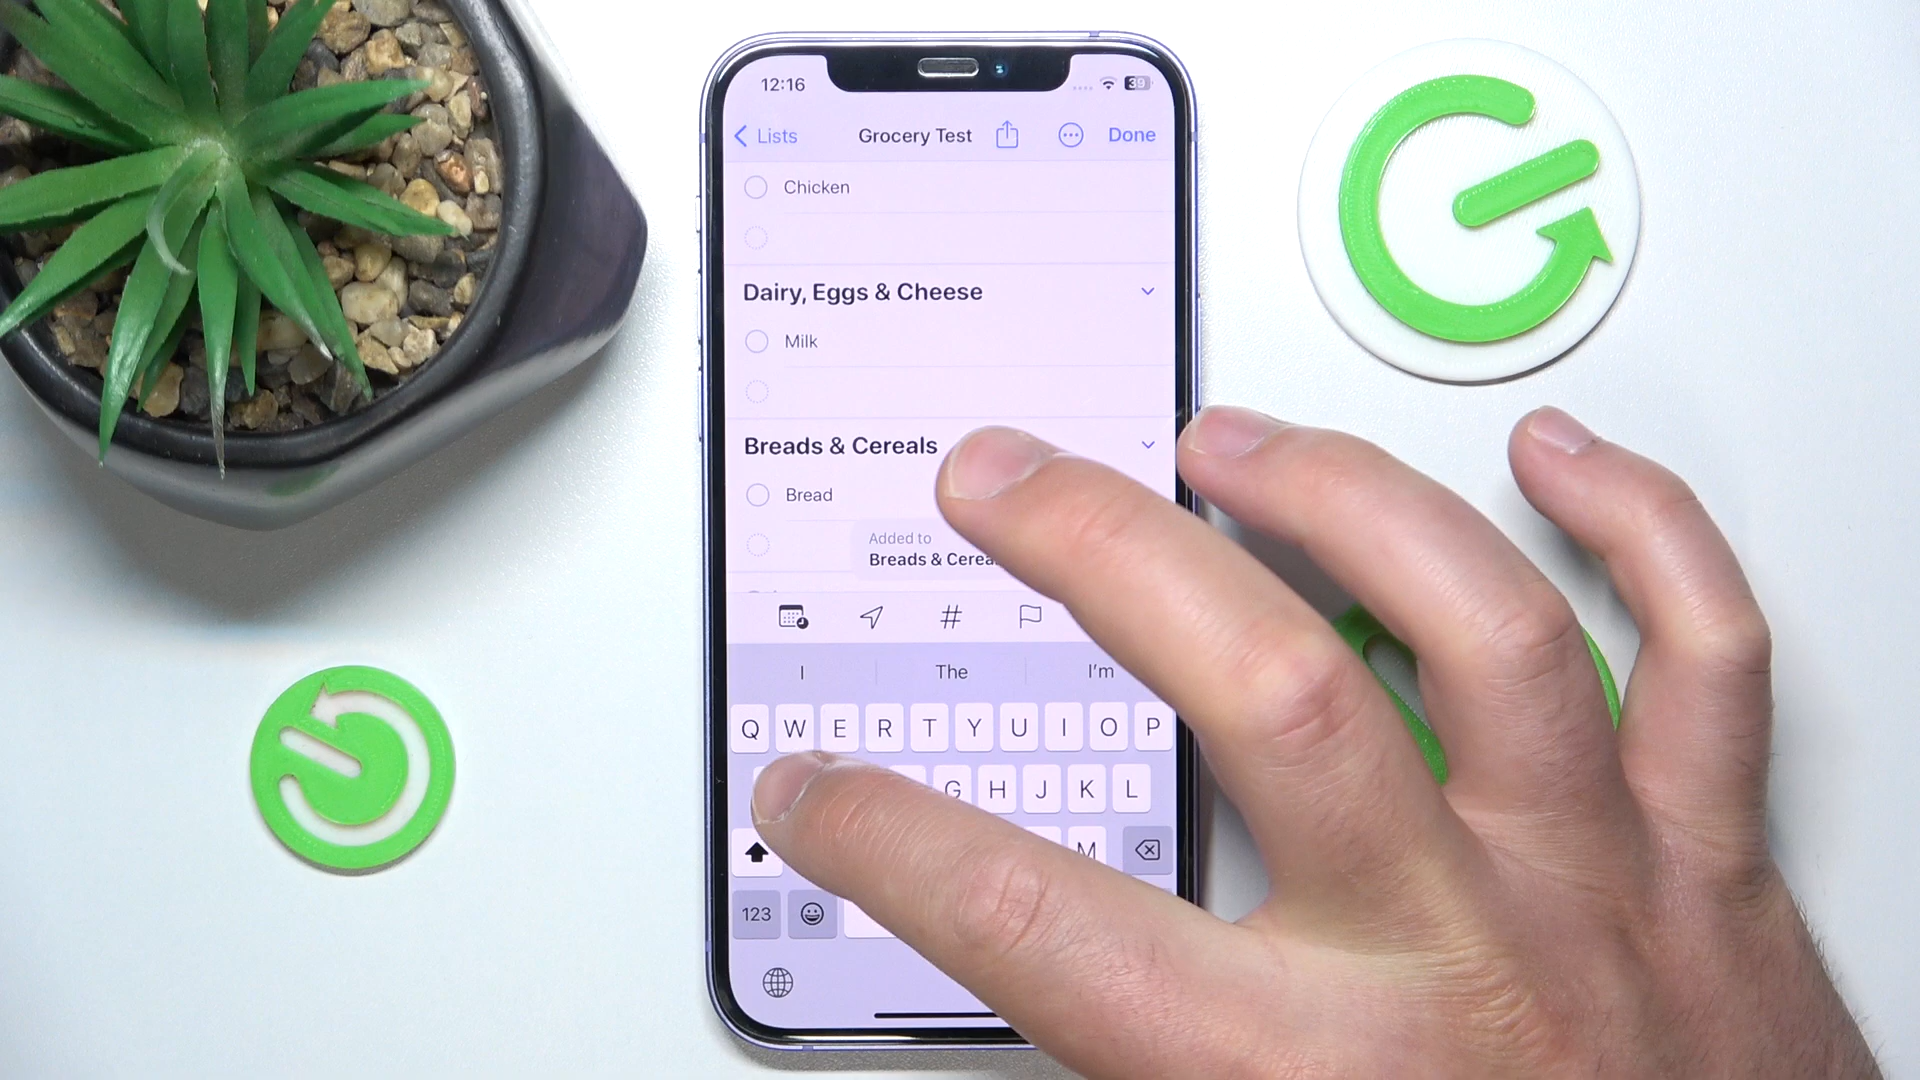 12:16
39
Lists
Grocery Test
Done
Chicken
Dairy, Eggs & Cheese
Milk
Breads & Cereals
Bread
Added to
Breads &
I The I'm
Q W E R T Y U I O P
G H J K L
M
123